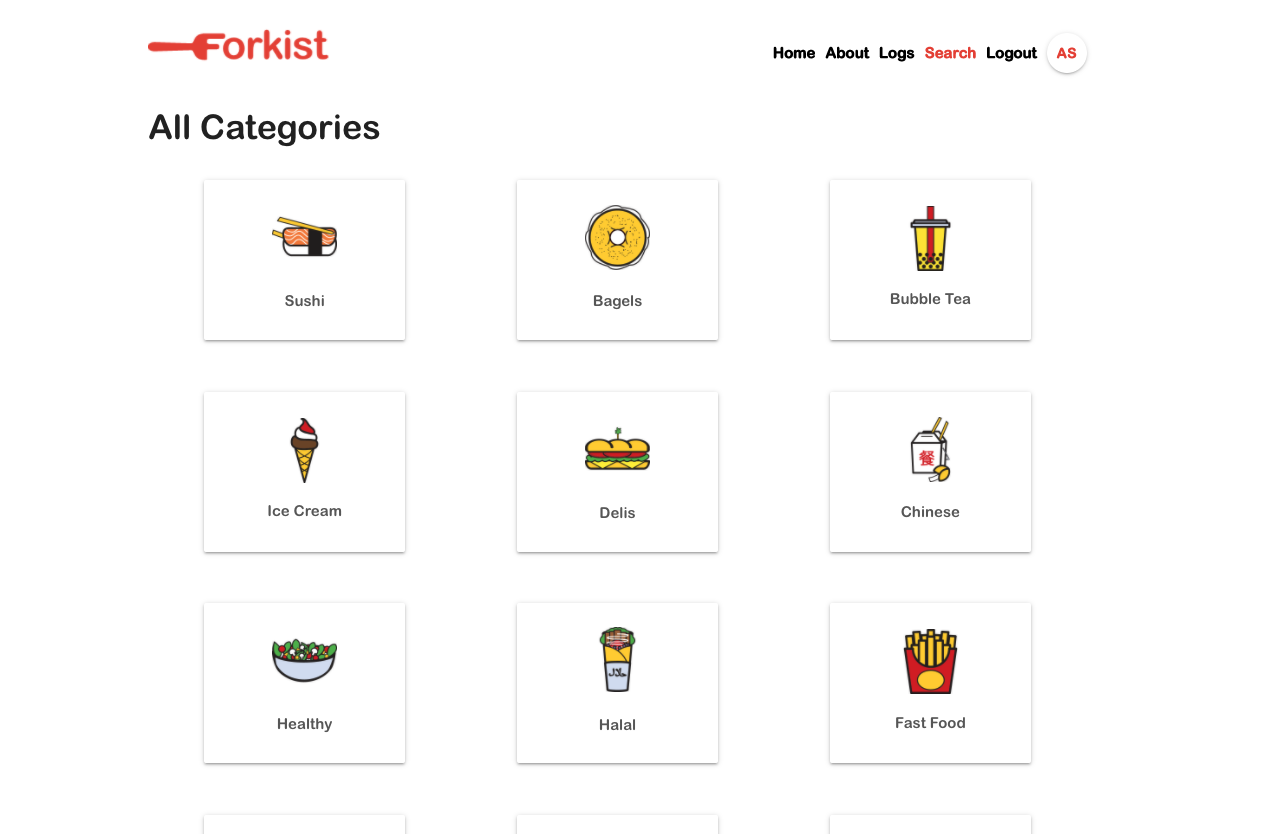 Forkist
Home About Logs Search Logout AS
All Categories
Sushi
Bagels
Bubble Tea
餐
Ice Cream
Delis
Chinese
Healthy
Halal
Fast Food